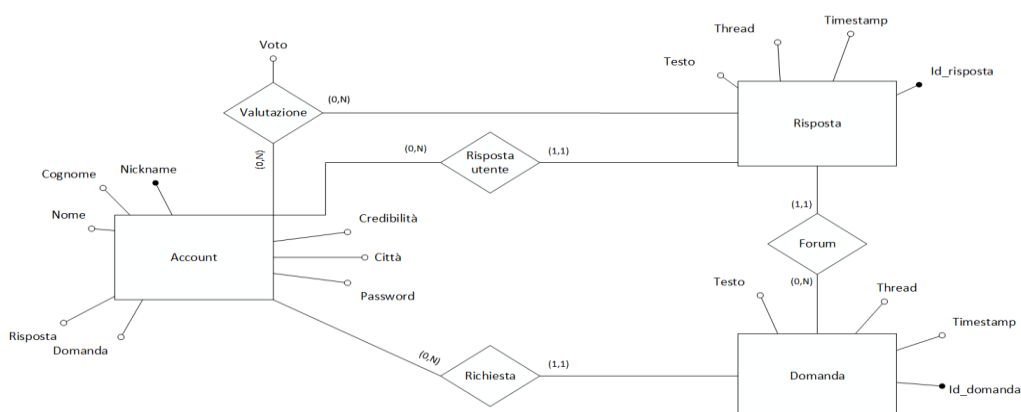 Voto
Valutazione
(0,N)
(0,N)
Thread
Timestamp
Testo
Id_risposta
Risposta
(0,N)
Risposta
utente
(1,1)
Cognome
Nickname
Nome
Account
Credibilità
Città
Password
Risposta
Domanda
(1,1)
Forum
(0,N)
Testo
Thread
Timestamp
(0,N)
Richiesta
(1,1)
Domanda
Id_domanda